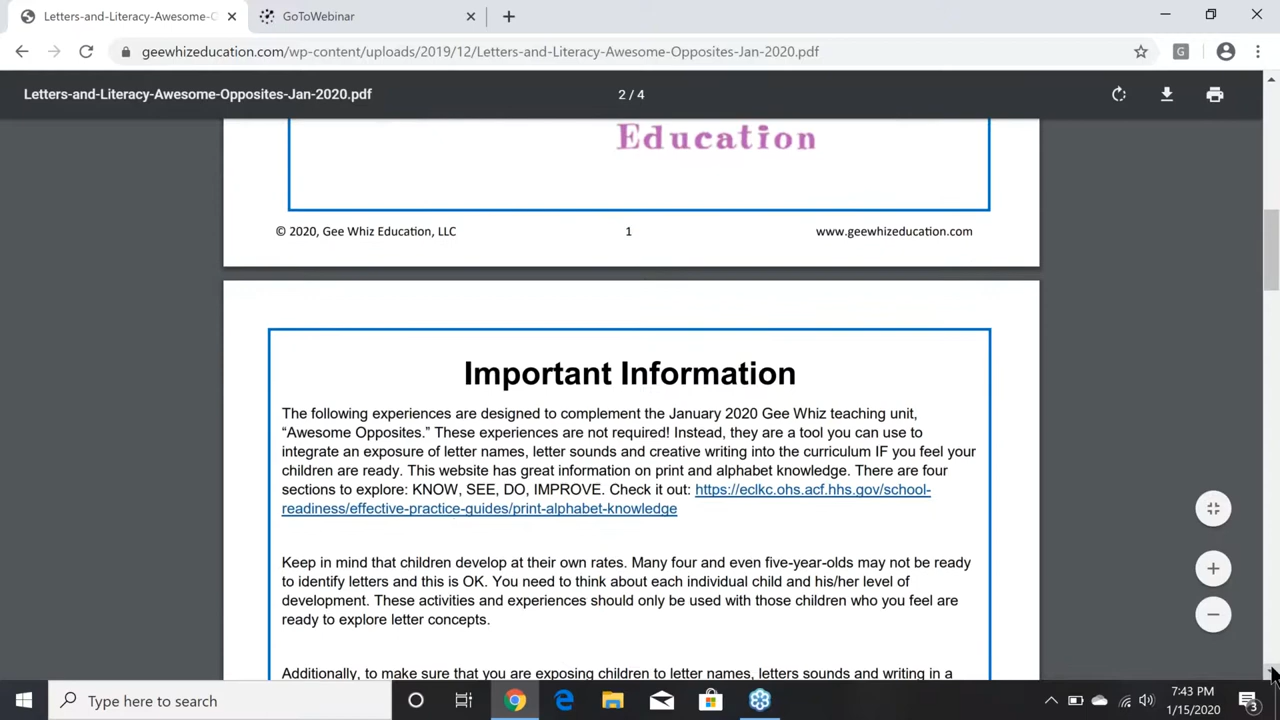 Letters-and-Literacy-Awesome-O
GoToWebinar
geewhizeducation.com/wp-content/uploads/2019/12/Letters-and-Literacy-Awesome-Opposites-Jan-2020.pdf
G
Letters-and-Literacy-Awesome-Opposites-Jan-2020.pdf
2 / 4
Education
© 2020, Gee Whiz Education, LLC
1
www.geewhizeducation.com
Important Information
The following experiences are designed to complement the January 2020 Gee Whiz teaching unit,
“Awesome Opposites.” These experiences are not required! Instead, they are a tool you can use to
integrate an exposure of letter names, letter sounds and creative writing into the curriculum IF you feel your
children are ready. This website has great information on print and alphabet knowledge. There are four
sections to explore: KNOW, SEE, DO, IMPROVE. Check it out: https://eclkc.ohs.acf.hhs.gov/school-
readiness/effective-practice-guides/print-alphabet-knowledge
Keep in mind that children develop at their own rates. Many four and even five-year-olds may not be ready
to identify letters and this is OK. You need to think about each individual child and his/her level of
development. These activities and experiences should only be used with those children who you feel are
ready to explore letter concepts.
Additionally, to make sure that you are exposing children to letter names, letters sounds and writing in a
Type here to search
7:43 PM
1/15/2020
3